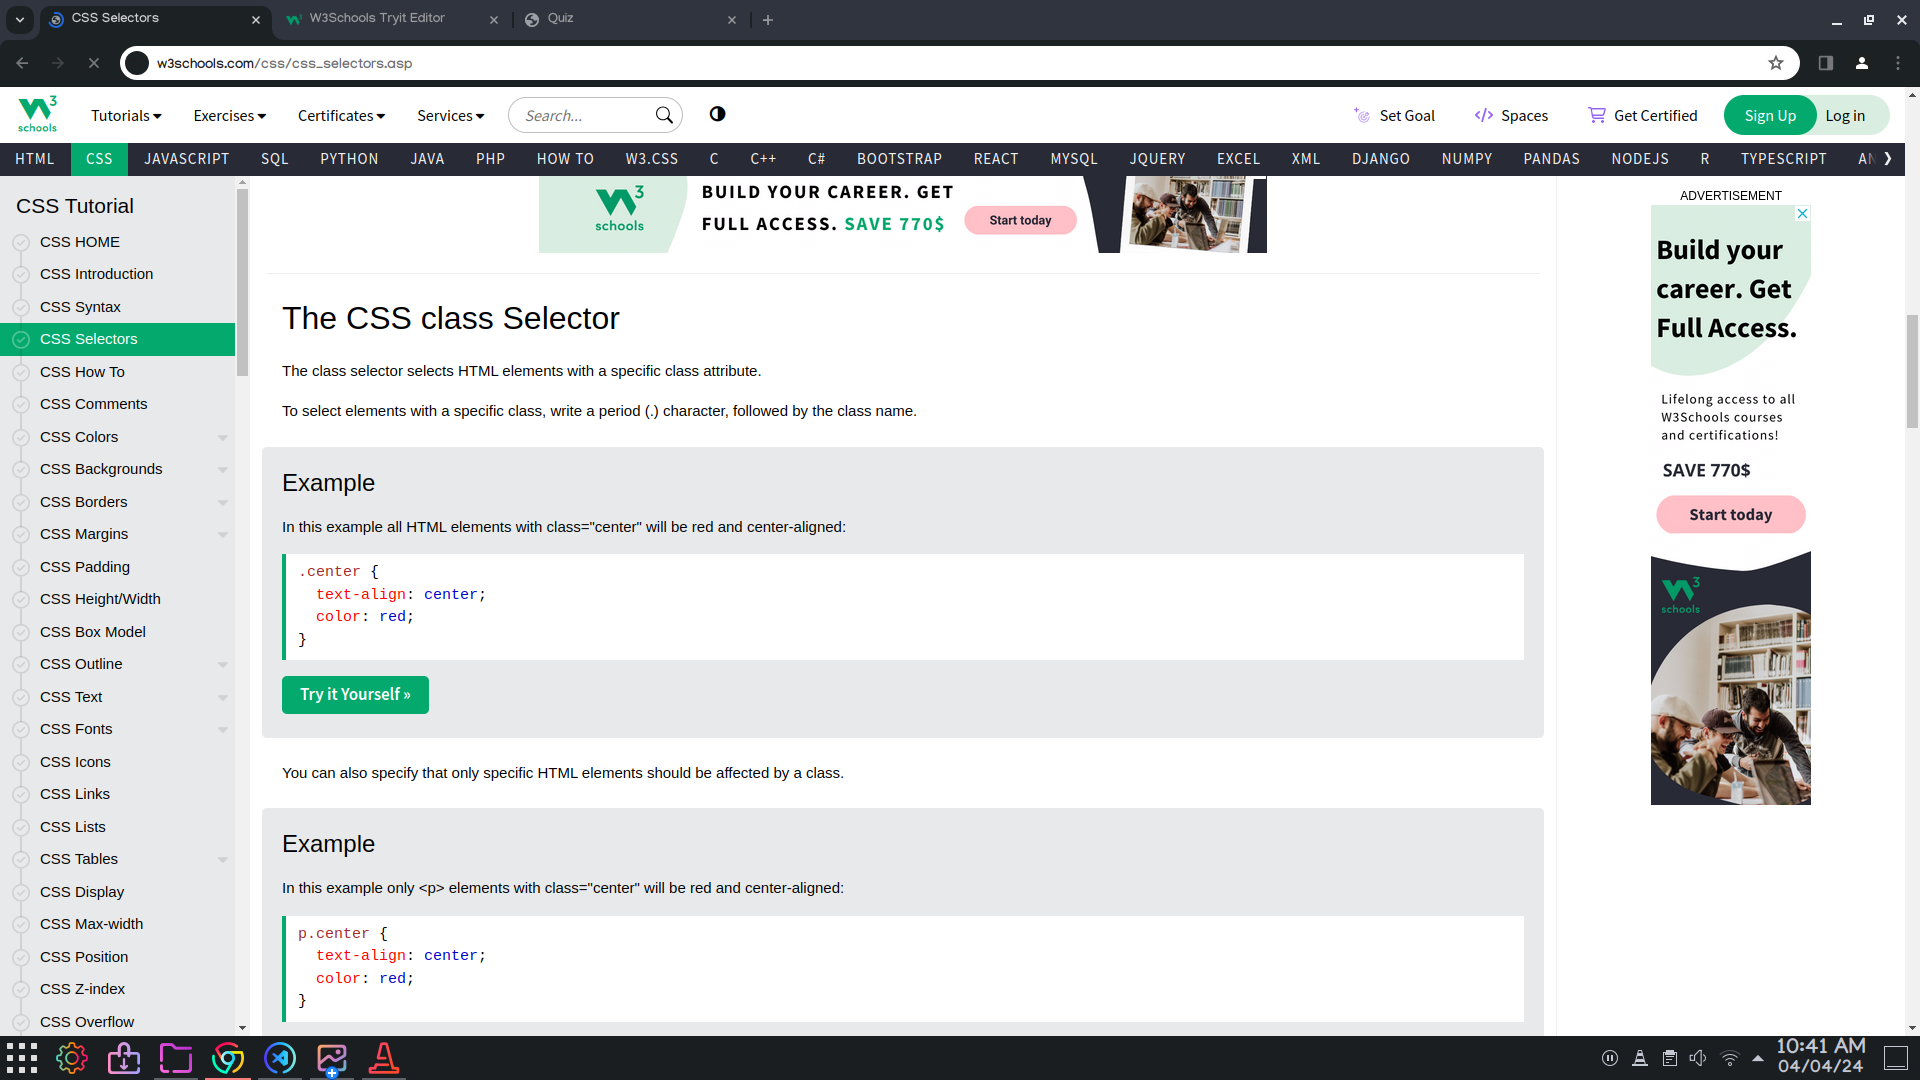 CSS Selectors
W3Schools Tryit Editor
Quiz
w3schools.com/css/css_selectors.asp
3
schools
Tutorials
Exercises
Certificates
Services
Search...
Set Goal
</> Spaces
Get Certified
Sign Up
Log in
HTML
CSS
JAVASCRIPT
SQL
PYTHON
JAVA
PHP
HOW TO
W3.CSS
C
C++
C#
BOOTSTRAP
REACT
MYSQL
JQUERY
EXCEL
XML
DJANGO
NUMPY
PANDAS
NODEJS
R
TYPESCRIPT
AN ❯
CSS Tutorial
CSS HOME
CSS Introduction
CSS Syntax
CSS Selectors
CSS How To
CSS Comments
CSS Colors
CSS Backgrounds
CSS Borders
CSS Margins
CSS Padding
CSS Height/Width
CSS Box Model
CSS Outline
CSS Text
CSS Fonts
CSS Icons
CSS Links
CSS Lists
CSS Tables
CSS Display
CSS Max-width
CSS Position
CSS Z-index
CSS Overflow
3
schools
BUILD YOUR CAREER. GET
FULL ACCESS. SAVE 770$
Start today
The CSS class Selector
The class selector selects HTML elements with a specific class attribute.
To select elements with a specific class, write a period (.) character, followed by the class name.
Example
In this example all HTML elements with class="center" will be red and center-aligned:
.center {
text-align: center;
color: red;
}
Try it Yourself »
You can also specify that only specific HTML elements should be affected by a class.
Example
In this example only <p> elements with class="center" will be red and center-aligned:
p.center {
text-align: center;
color: red;
}
ADVERTISEMENT
Build your
career. Get
Full Access.
Lifelong access to all
W3Schools courses
and certifications!
SAVE 770$
Start today
3
schools
10:41 AM
04/04/24